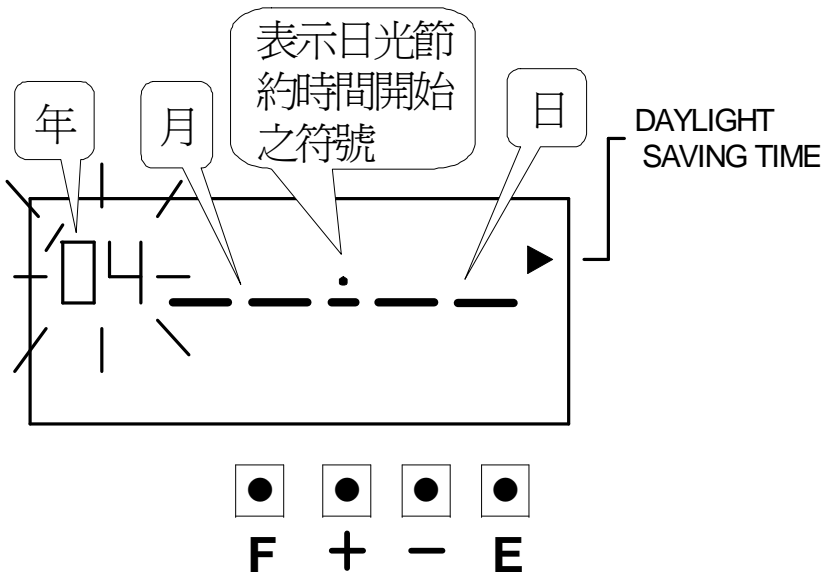 表示日光節
約時間開始
之符號
年
月
日
DAYLIGHT
SAVING TIME
04
F + − E